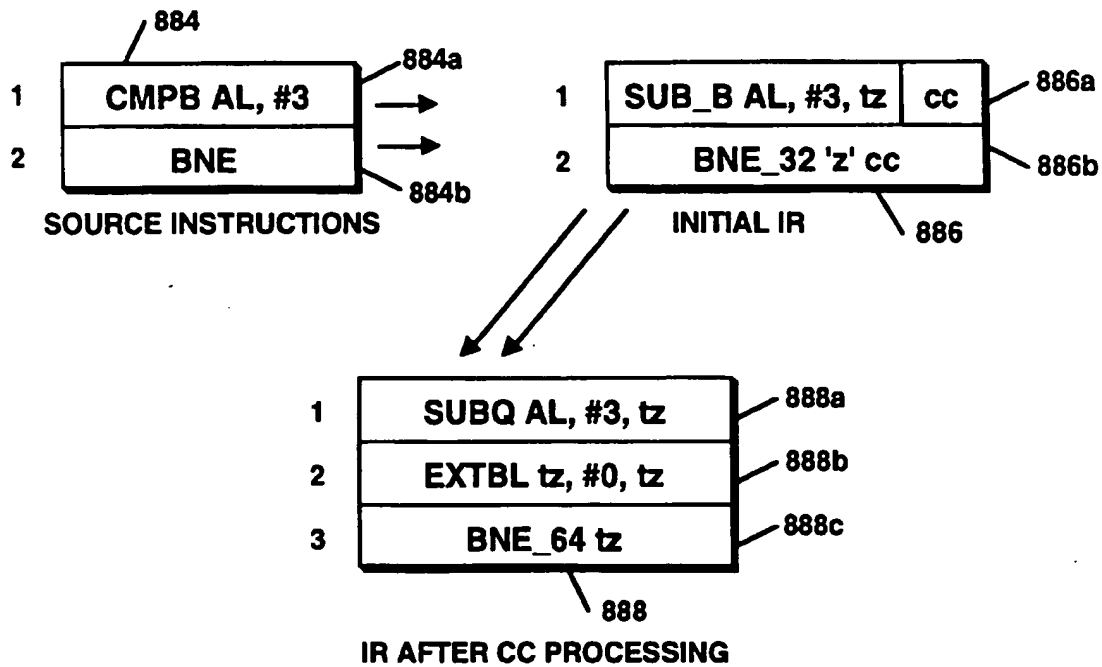 884
884a
1 CMPB AL, #3
2 BNE
884b
SOURCE INSTRUCTIONS
1 SUB_B AL, #3, tz cc
886a
2 BNE_32 'z' cc
886b
INITIAL IR
886
1 SUBQ AL, #3, tz
888a
2 EXTBL tz, #0, tz
888b
3 BNE_64 tz
888c
888
IR AFTER CC PROCESSING